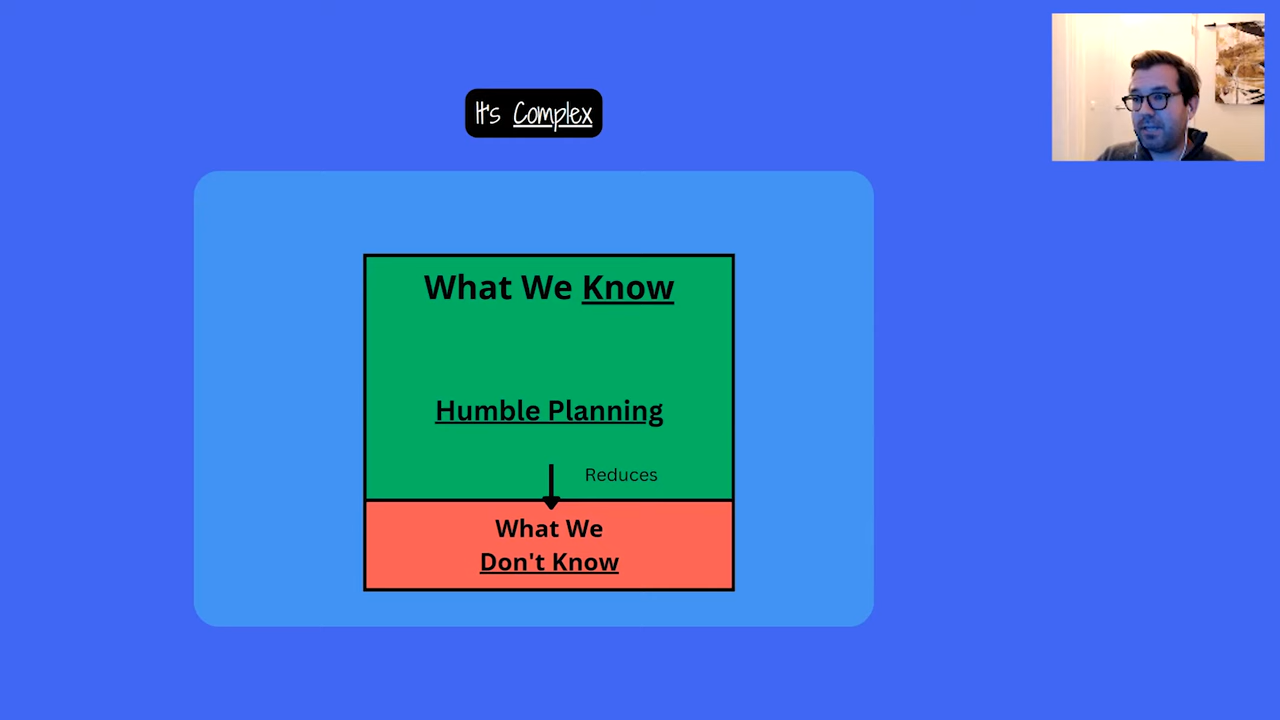 It's Complex
What We Know
Humble Planning
Reduces
What We
Don't Know